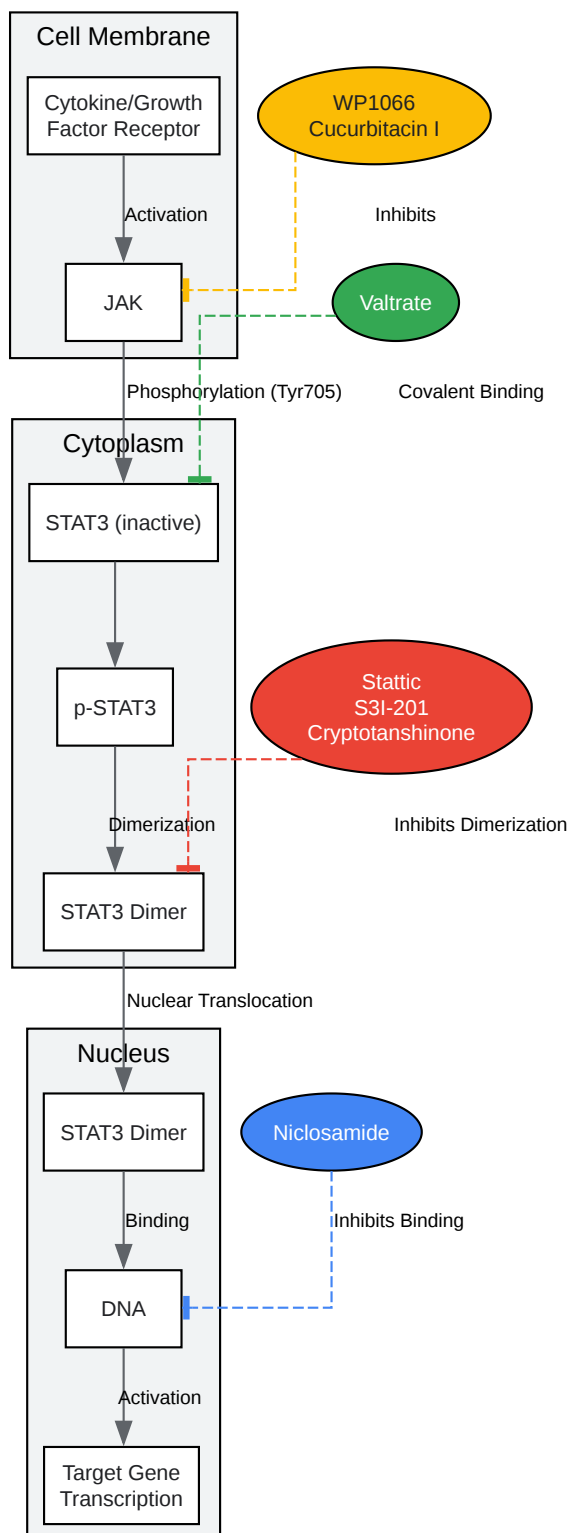 Cell Membrane
Cytokine/Growth
Factor Receptor
WP1066
Cucurbitacin I
Activation
Inhibits
JAK
Valtrate
Phosphorylation (Tyr705)
Covalent Binding
Cytoplasm
STAT3 (inactive)
p-STAT3
Stattic
S3I-201
Cryptotanshinone
Dimerization
Inhibits Dimerization
STAT3 Dimer
Nuclear Translocation
Nucleus
STAT3 Dimer
Niclosamide
Binding
Inhibits Binding
DNA
Activation
Target Gene
Transcription